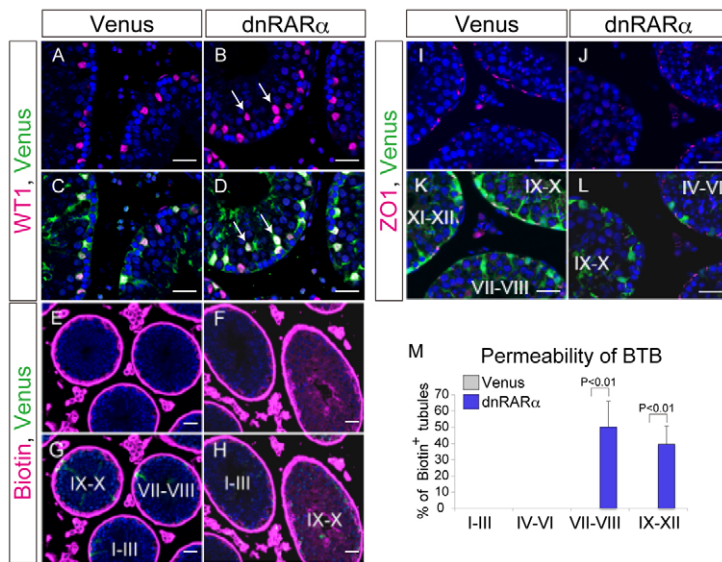 Venus
dnRARα
Venus
dnRARα
WT1, Venus
A
B
C
D
Biotin, Venus
E
F
G
IX-X
VII-VIII
I-III
H
I-III
IX-X
ZO1, Venus
I
J
K
IX-X
XI-XII
VII-VIII
L
IV-VI
IX-X
M
Permeability of BTB
Venus
dnRARα
P<0.01
P<0.01
% of Biotin+ tubules
70
60
50
40
30
20
10
0
I-III
IV-VI
VII-VIII
IX-XII